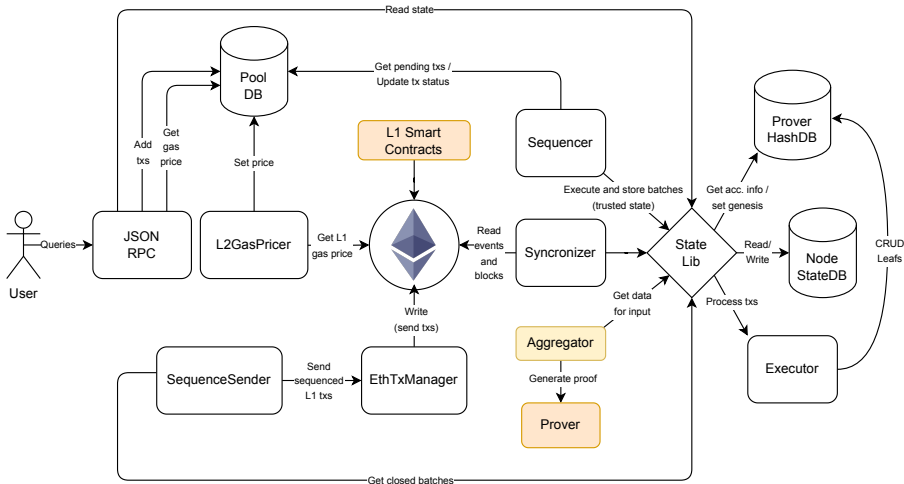 Read state
Pool
DB
Get pending txs /
Update tx status
Prover
HashDB
L1 Smart
Contracts
Sequencer
Add
txs
Get
gas
price
Set price
Execute and store batches
(trusted state)
Get acc. info /
set genesis
User
Queries
JSON
RPC
L2GasPricer
Get L1
gas price
Read
events
and
blocks
Syncronizer
State
Lib
Read/
Write
Node
StateDB
CRUD
Leafs
Write
(send txs)
Get data
for input
Process txs
SequenceSender
Send
sequenced
L1 txs
EthTxManager
Aggregator
Generate proof
Prover
Executor
Get closed batches